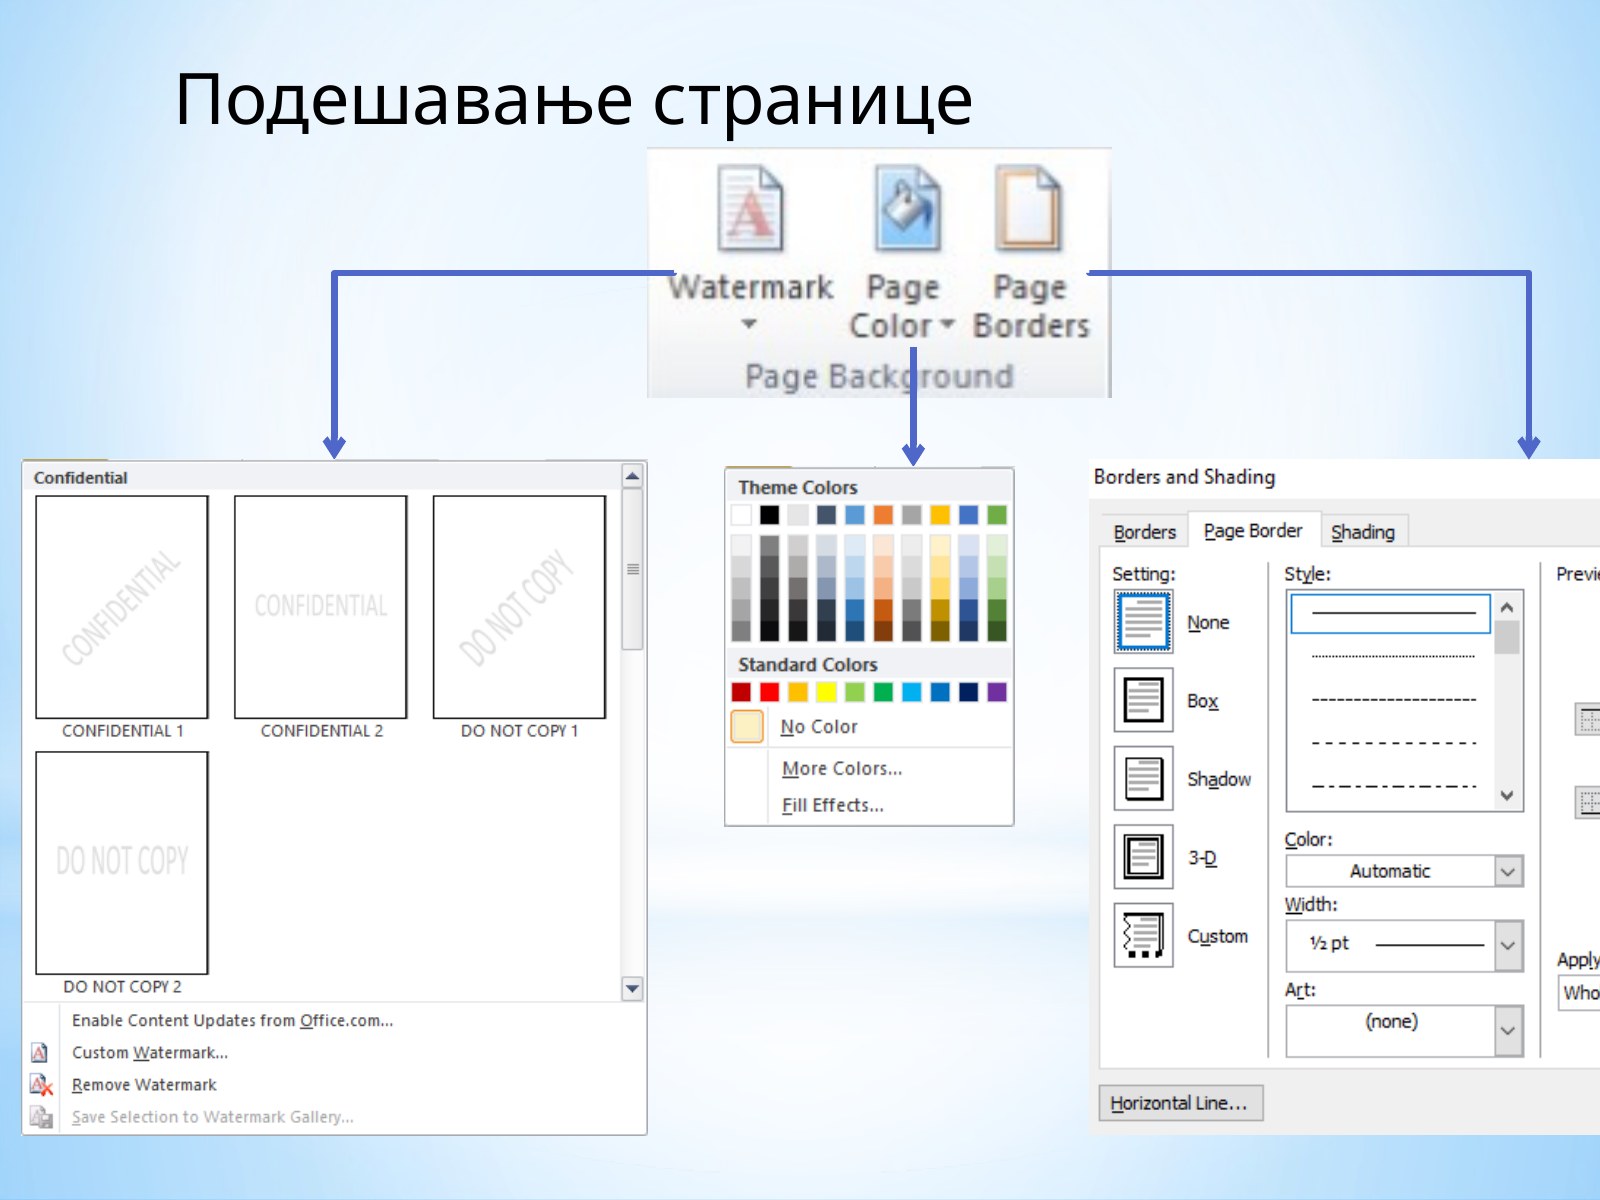 Подешавање странице
Watermark
Page Color
Page Borders
Page Background
Confidential
CONFIDENTIAL
CONFIDENTIAL
DO NOT COPY
CONFIDENTIAL 1
CONFIDENTIAL 2
DO NOT COPY 1
DO NOT COPY
DO NOT COPY 2
Enable Content Updates from Office.com...
Custom Watermark...
Remove Watermark
Save Selection to Watermark Gallery...
Theme Colors
Standard Colors
No Color
More Colors...
Fill Effects...
Borders and Shading
Borders
Page Border
Shading
Setting:
None
Box
Shadow
3-D
Custom
Style:
Color:
Automatic
Width:
½ pt
Art:
(none)
Previe
Apply
Who
Horizontal Line...